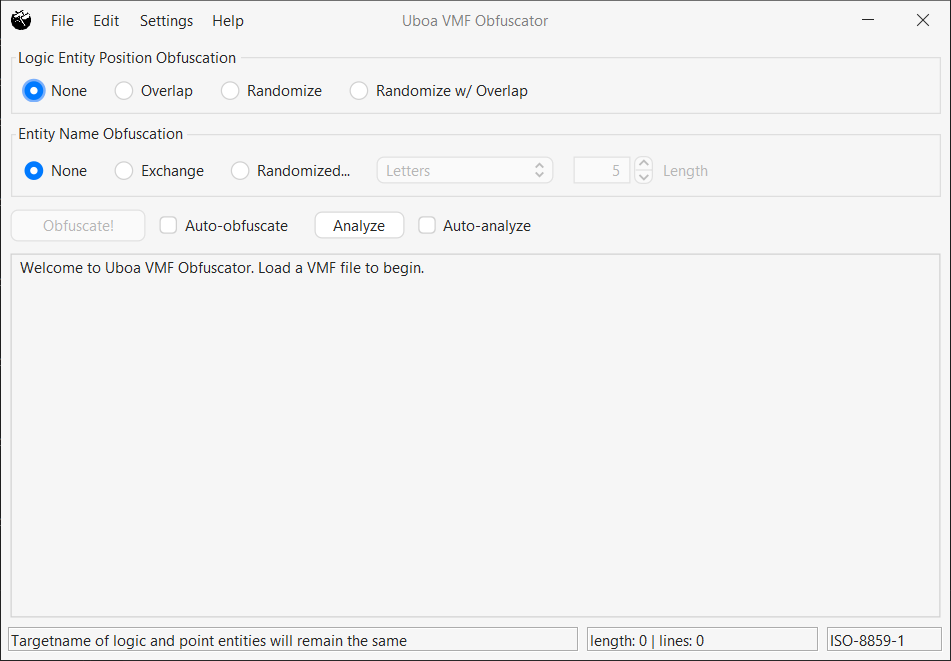 File Edit Settings Help Uboa VMF Obfuscator
Logic Entity Position Obfuscation
None Overlap Randomize Randomize w/ Overlap
Entity Name Obfuscation
None Exchange Randomized... Letters 5 Length
Obfuscate! Auto-obfuscate Analyze Auto-analyze
Welcome to Uboa VMF Obfuscator. Load a VMF file to begin.
Targetname of logic and point entities will remain the same length: 0 | lines: 0 ISO-8859-1